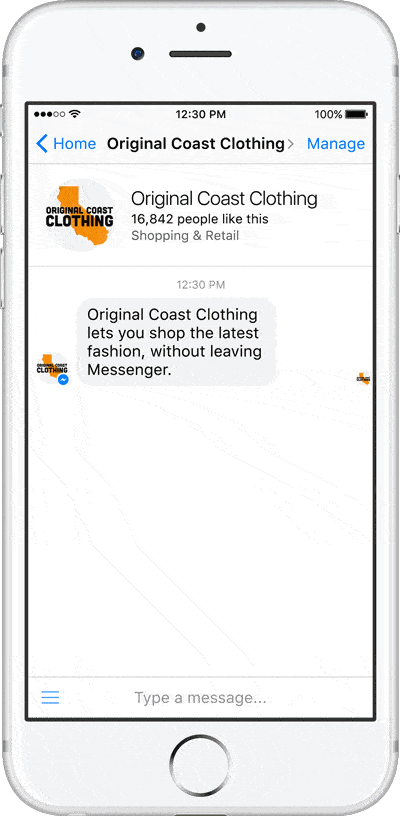 12:30 PM
100%
Home
Original Coast Clothing
Manage
ORIGINAL COAST
CLOTHING
Original Coast Clothing
16,842 people like this
Shopping & Retail
12:30 PM
Original Coast Clothing
lets you shop the latest
fashion, without leaving
Messenger.
ORIGINAL COAST
CLOTHING
Type a message...